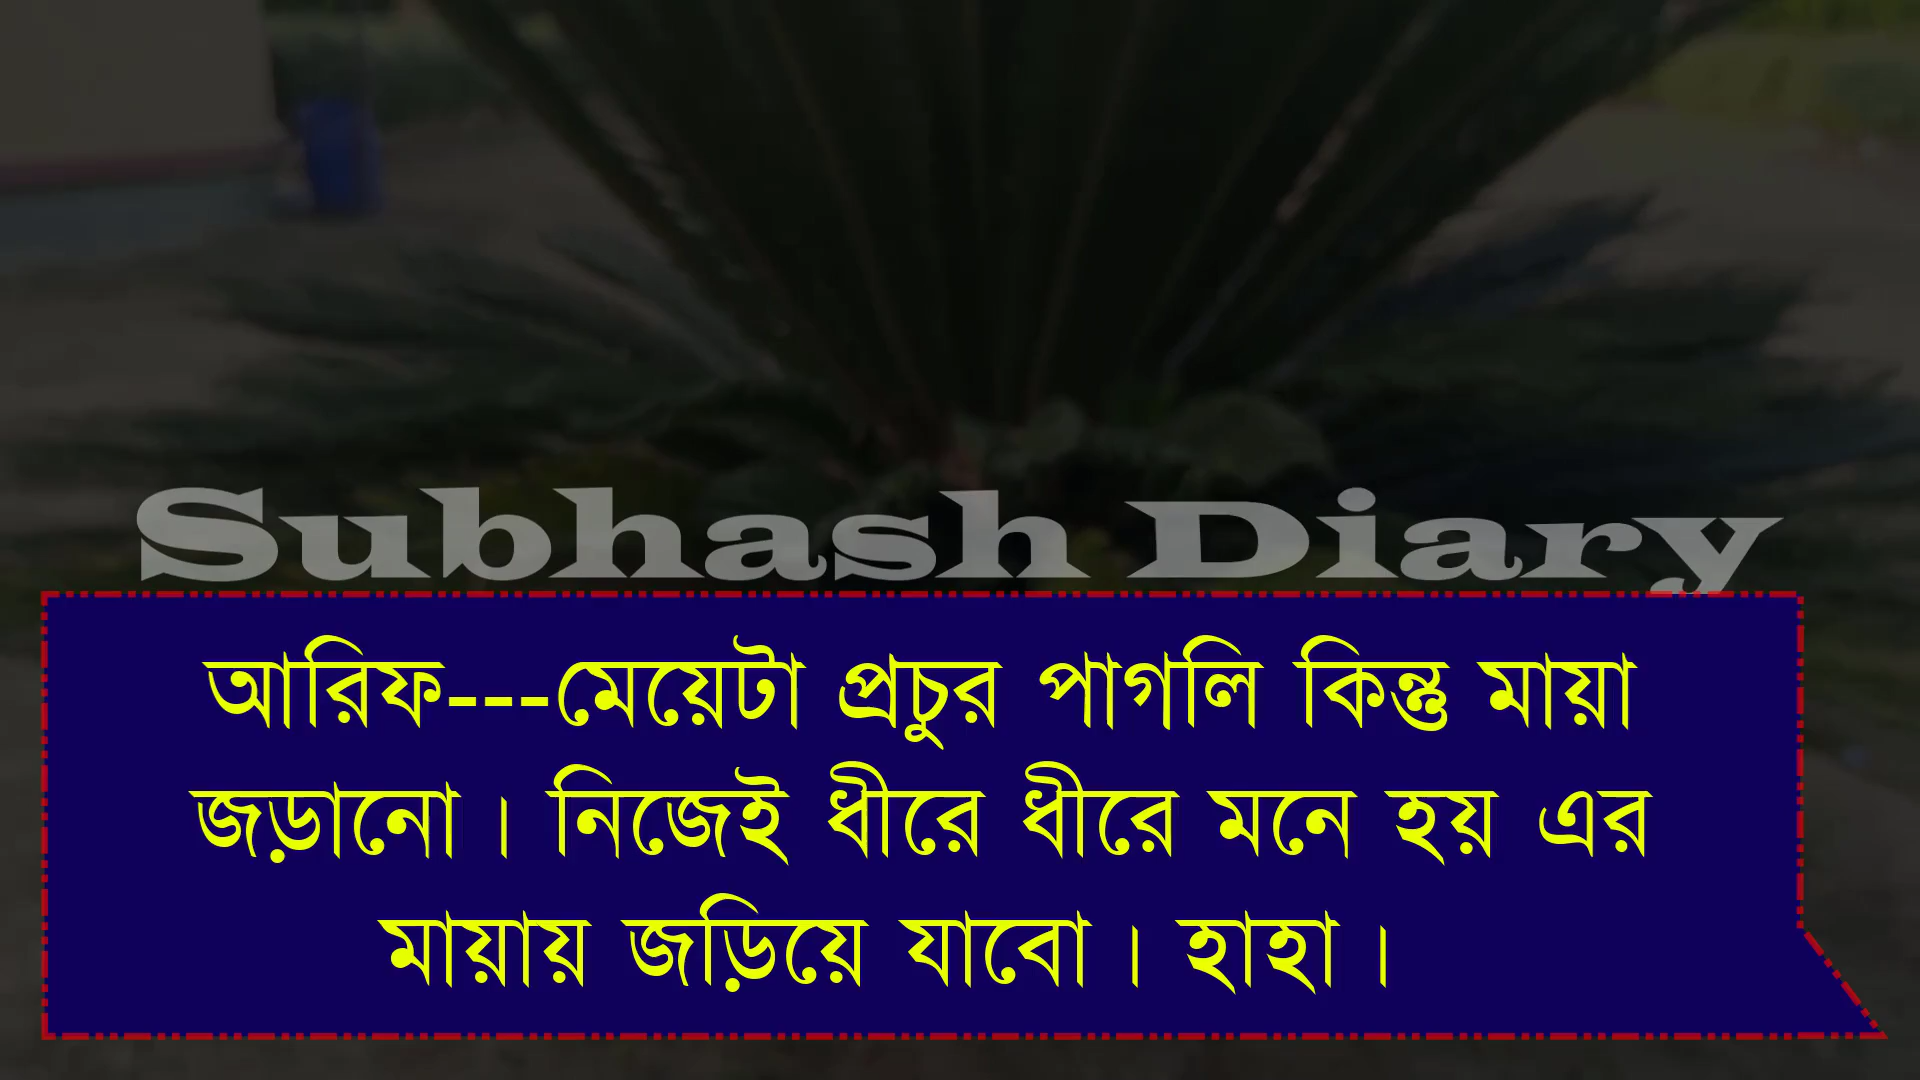 Subhash Diary
আরিফ---মেয়েটা প্রচুর পাগলি কিন্তু মায়া
জড়ানো। নিজেই ধীরে ধীরে মনে হয় এর
মায়ায় জড়িয়ে যাবো। হাহা।